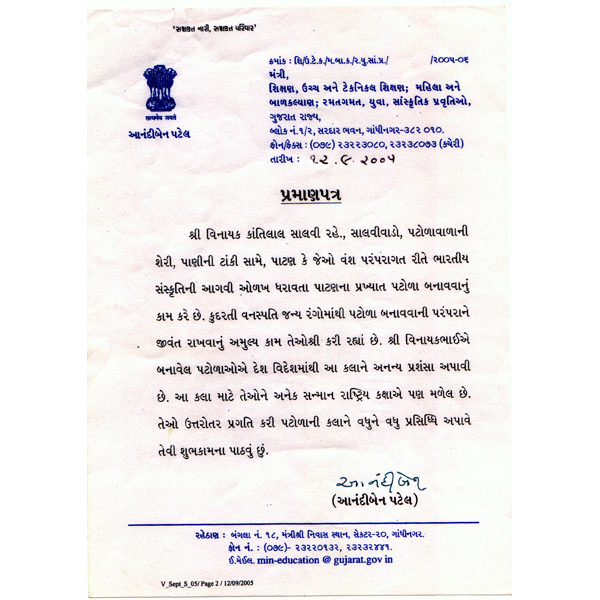 'સશકત નારી, સશકત પરિવાર'
ક્રમાંક : શિ/ઉ.ટે.ક./મ.બા.ક./ર.યુ.સાં.પ્ર./ /૨૦૦૫-૦૬
મંત્રી,
શિક્ષણ, ઉચ્ચ અને ટેકનિકલ શિક્ષણ; મહિલા અને
બાળકલ્યાણ; રમતગમત, યુવા, સાંસ્કૃતિક પ્રવૃતિઓ,
ગુજરાત રાજ્ય,
બ્લોક નં.૧/૨, સરદાર ભવન, ગાંધીનગર-૩૮૨ ૦૧૦.
ફોન/ફેક્સ : (૦૭૯) ૨૩૨૨૩૦૮૦, ૨૩૨૩૮૦૭૩ (કચેરી)
તારીખ : ૧૨.૯.૨૦૦૫
सत्यमेव जयते
આનંદીબેન પટેલ
પ્રમાણપત્ર
શ્રી વિનાયક કાંતિલાલ સાલવી રહે., સાલવીવાડો, પટોળાવાળાની
શેરી, પાણીની ટાંકી સામે, પાટણ કે જેઓ વંશ પરંપરાગત રીતે ભારતીય
સંસ્કૃતિની આગવી ઓળખ ધરાવતા પાટણના પ્રખ્યાત પટોળા બનાવવાનું
કામ કરે છે. કુદરતી વનસ્પતિ જન્ય રંગોમાંથી પટોળા બનાવવાની પરંપરાને
જીવંત રાખવાનું અમુલ્ય કામ તેઓશ્રી કરી રહ્યાં છે. શ્રી વિનાયકભાઈએ
બનાવેલ પટોળાઓએ દેશ વિદેશમાંથી આ કલાને અનન્ય પ્રશંસા અપાવી
છે. આ કલા માટે તેઓને અનેક સન્માન રાષ્ટ્રિય કક્ષાએ પણ મળેલ છે.
તેઓ ઉત્તરોતર પ્રગતિ કરી પટોળાની કલાને વધુને વધુ પ્રસિધ્ધિ અપાવે
તેવી શુભકામના પાઠવું છું.
આનંદીબેન
(આનંદીબેન પટેલ)
રહેઠાણ : બંગલા નં. ૧૮, મંત્રીશ્રી નિવાસ સ્થાન, સેક્ટર-૨૦, ગાંધીનગર.
ફોન નં. : (૦૭૯)- ૨૩૨૨૦૧૩૨, ૨૩૨૩૨૪૪૧.
ઈ.મેઈલ. min-education @ gujarat.gov in
V_Sept_S_05/ Page 2 / 12/09/2005